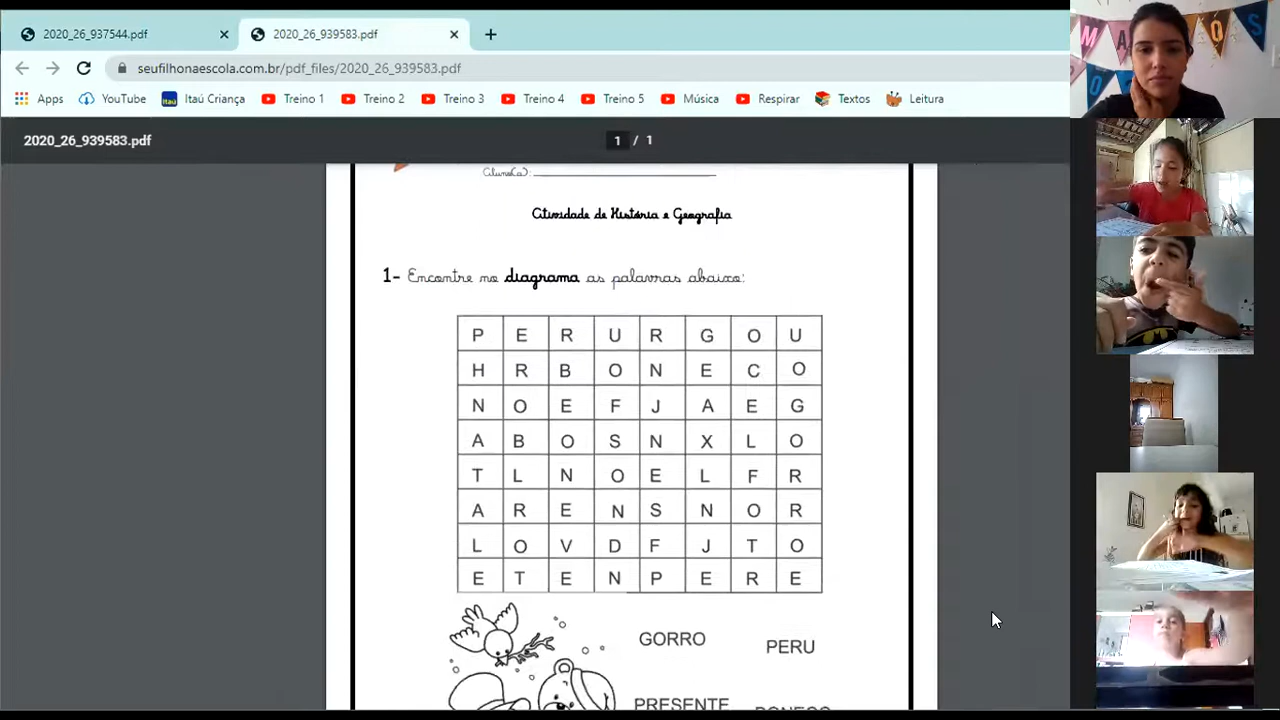 2020_26_937544.pdf 2020_26_939583.pdf
seufilhonaescola.com.br/pdf_files/2020_26_939583.pdf
Apps YouTube Itaú Criança Treino 1 Treino 2 Treino 3 Treino 4 Treino 5 Música Respirar Textos Leitura
2020_26_939583.pdf 1 / 1
Aluno(a):
Atividade de História e Geografia
1- Encontre no diagrama as palavras abaixo:
P E R U R G O U
H R B O N E C O
N O E F J A E G
A B O S N X L O
T L N O E L F R
A R E N S N O R
L O V D F J T O
E T E N P E R E
GORRO PERU
PRESENTE BONECO
M A O S